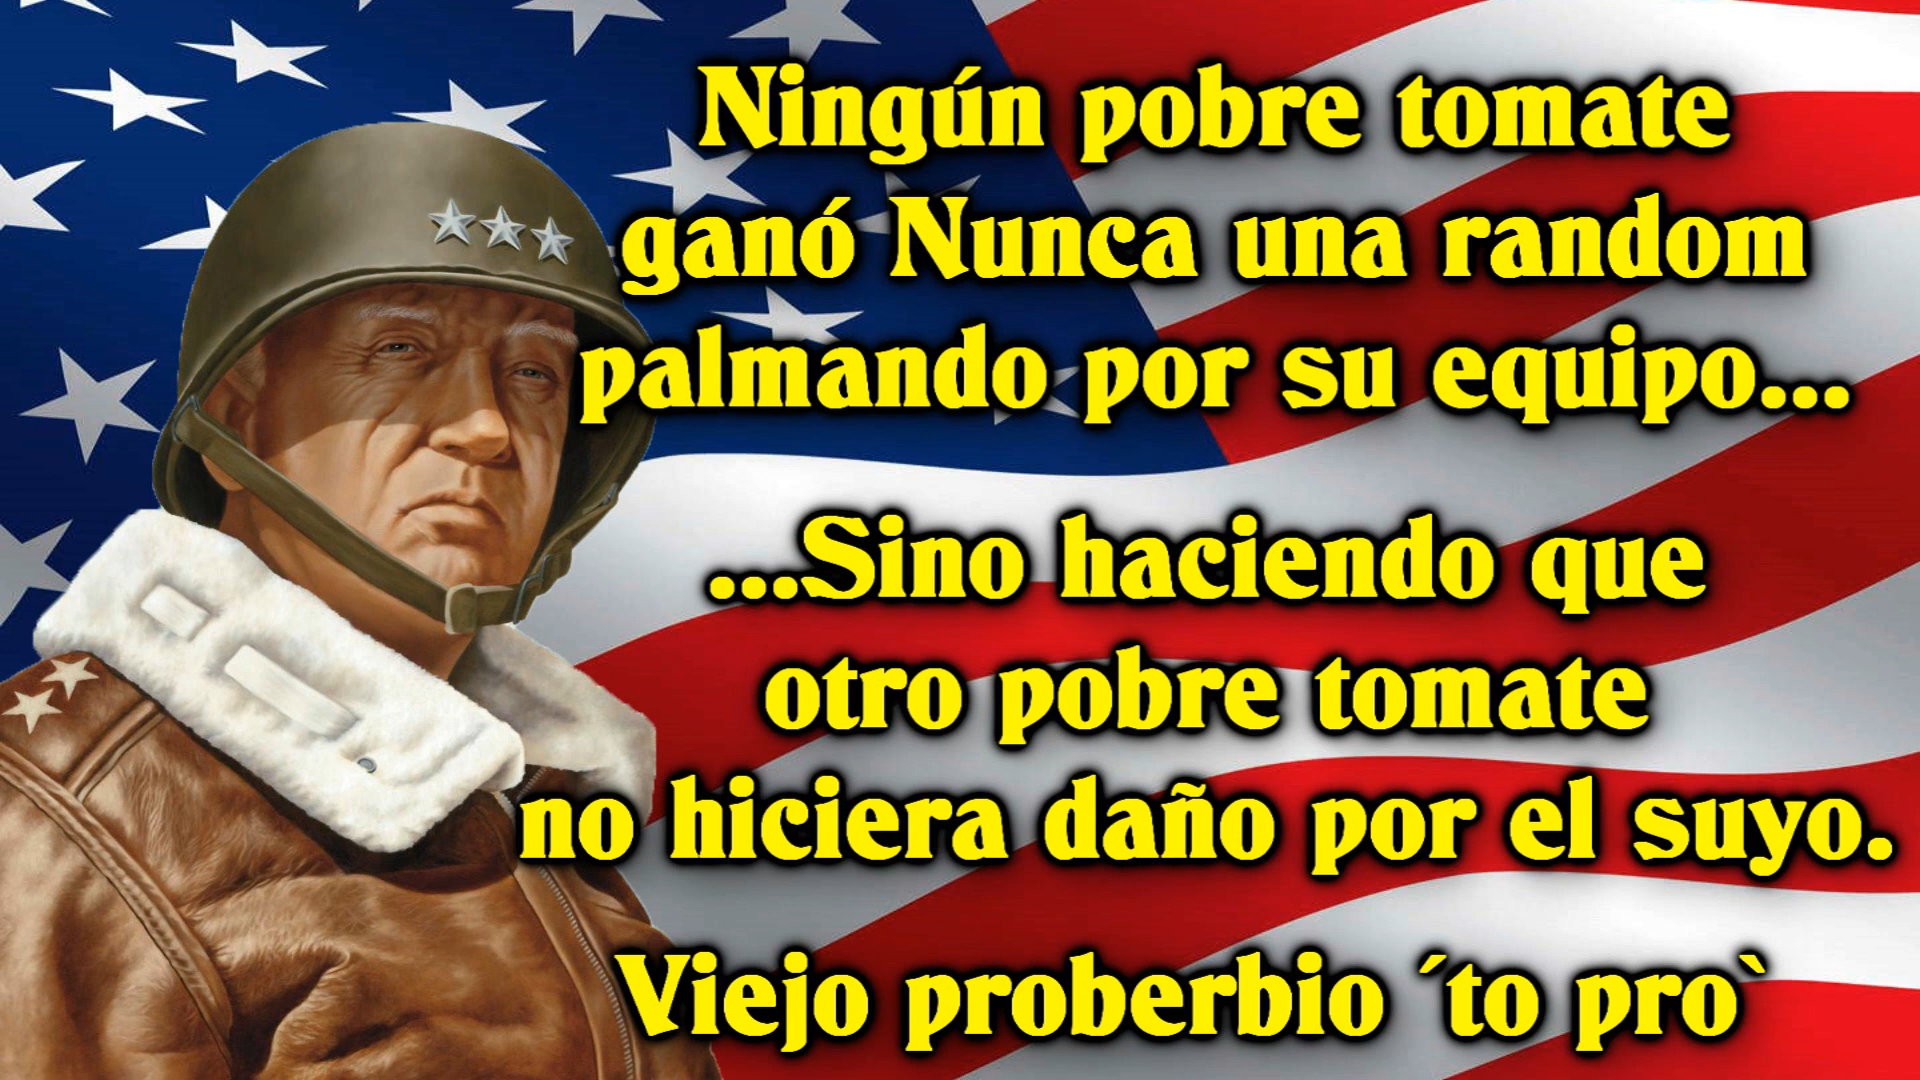 Ningún pobre tomate
ganó Nunca una random
palmando por su equipo...
...Sino haciendo que
otro pobre tomate
no hiciera daño por el suyo.
Viejo proberbio ´to pro`